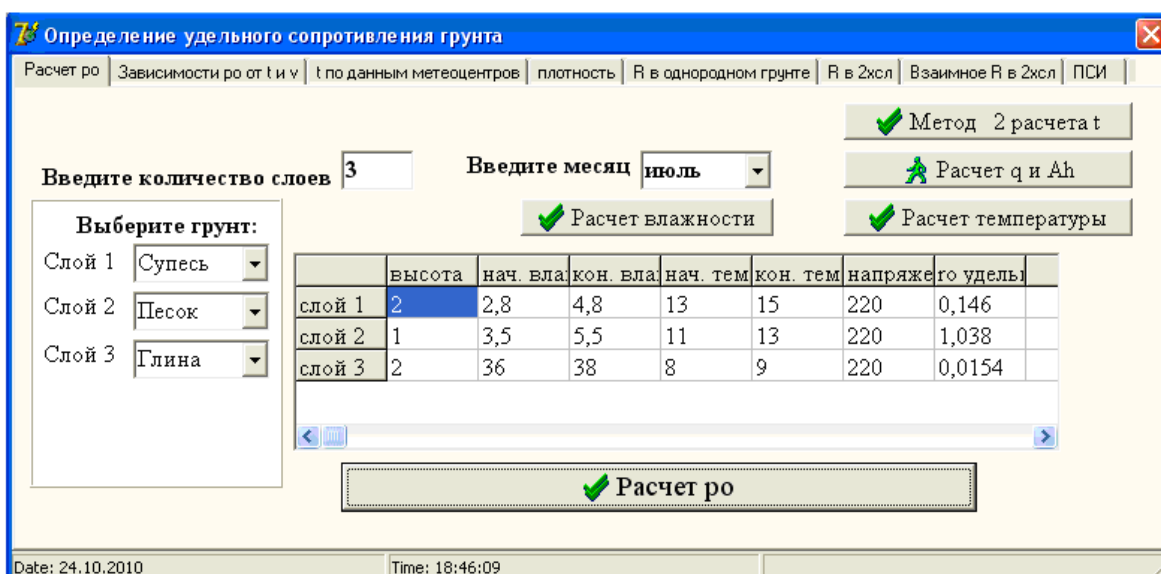 Определение удельного сопротивления грунта
Расчет ро Зависимости ро от t и v t по данным метеоцентров плотность R в однородном грунте R в 2хсл Взаимное R в 2хсл ПСИ
Метод 2 расчета t
Введите количество слоев 3 Введите месяц июль Расчет q и Ah
Выберите грунт: Расчет влажности Расчет температуры
Слой 1 Супесь
Слой 2 Песок
Слой 3 Глина
высота нач. вла кон. вла нач. тем кон. тем напряже ro удель
слой 1 2 2,8 4,8 13 15 220 0,146
слой 2 1 3,5 5,5 11 13 220 1,038
слой 3 2 36 38 8 9 220 0,0154
Расчет ро
Date: 24.10.2010 Time: 18:46:09